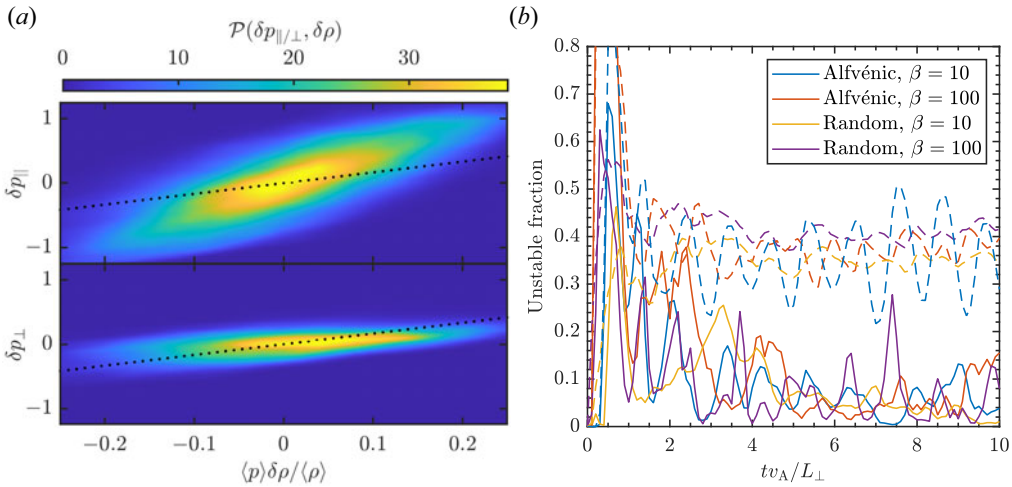 (a)
𝒫(δp∥/⊥, δρ)
0 10 20 30
1
0
−1
δp∥
1
0
−1
δp⊥
−0.2 −0.1 0 0.1 0.2
⟨p⟩δρ/⟨ρ⟩
(b)
0.8
0.7
0.6
0.5
0.4
0.3
0.2
0.1
0
Unstable fraction
Alfvénic, β = 10
Alfvénic, β = 100
Random, β = 10
Random, β = 100
0 2 4 6 8 10
tv_A/L⊥